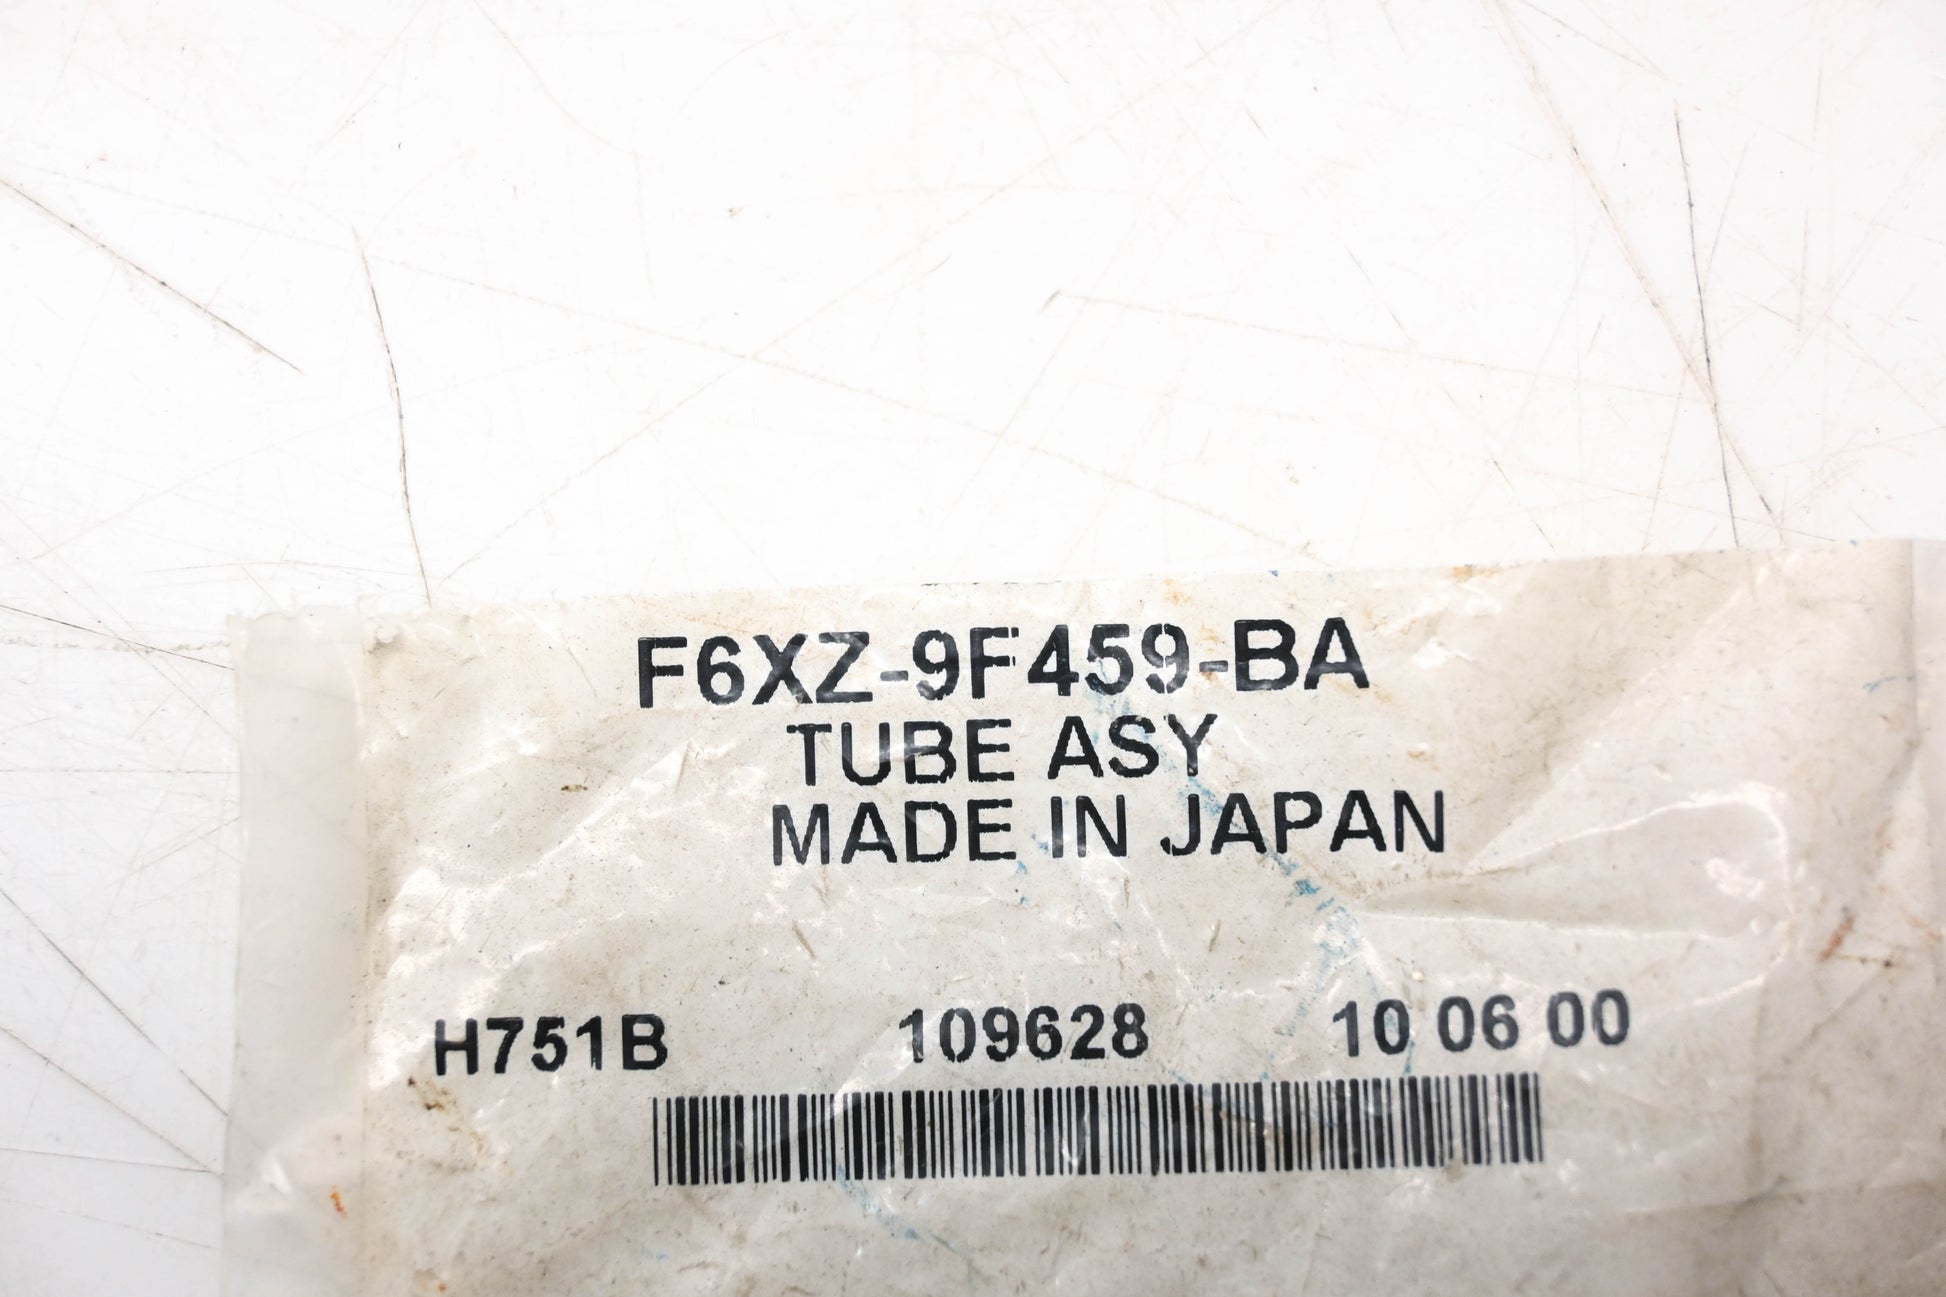 F6XZ-9F459-BA
TUBE ASY
MADE IN JAPAN
H751B 109628 10 06 00